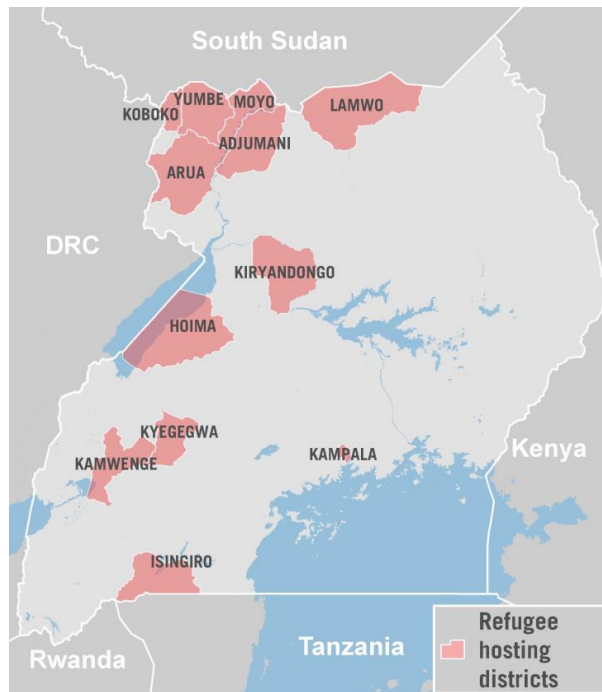 South Sudan
YUMBE
MOYO
LAMWO
KOBOKO
ADJUMANI
ARUA
DRC
KIRYANDONGO
HOIMA
KYEGEGWA
KAMWENGE
KAMPALA
Kenya
ISINGIRO
Rwanda
Tanzania
Refugee
hosting
districts